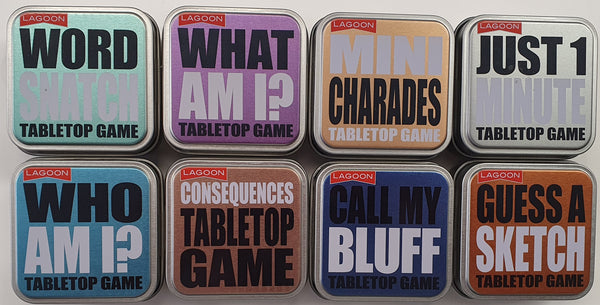 LAGOON
WORD
SNATCH
TABLETOP GAME
LAGOON
WHAT
AM I?
TABLETOP GAME
LAGOON
MINI
CHARADES
TABLETOP GAME
LAGOON
JUST 1
MINUTE
TABLETOP GAME
LAGOON
WHO
AM I?
TABLETOP GAME
LAGOON
CONSEQUENCES
TABLETOP
GAME
LAGOON
CALL MY
BLUFF
TABLETOP GAME
LAGOON
GUESS A
SKETCH
TABLETOP GAME